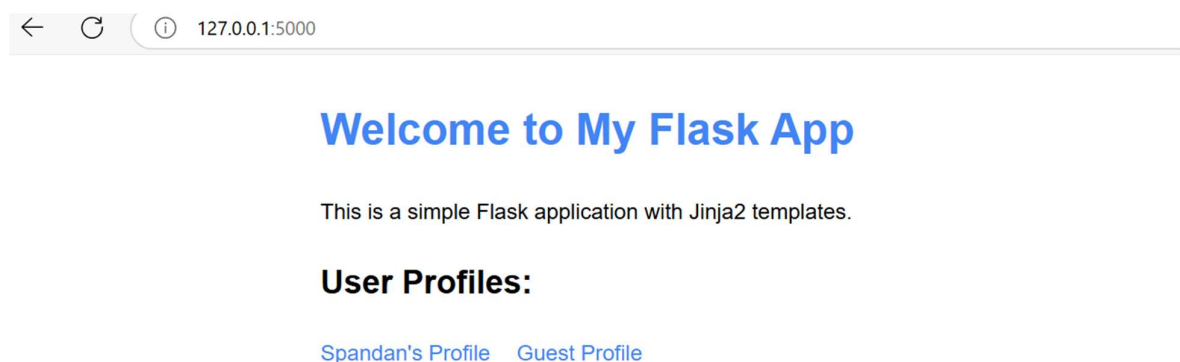 127.0.0.1:5000
Welcome to My Flask App
This is a simple Flask application with Jinja2 templates.
User Profiles:
Spandan's Profile Guest Profile